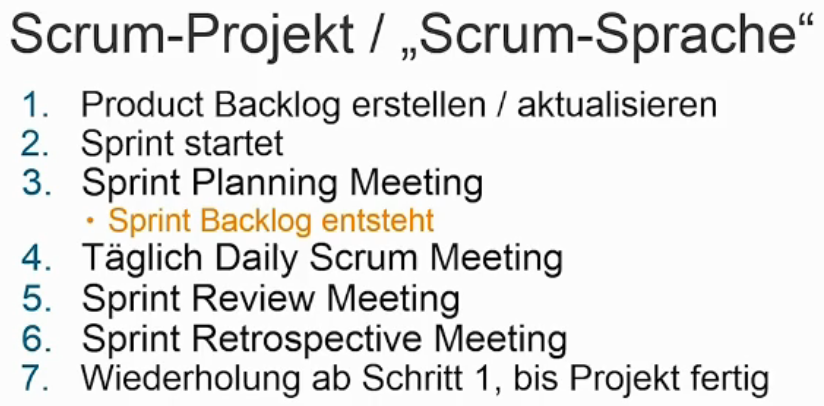 Scrum-Projekt / „Scrum-Sprache“
1. Product Backlog erstellen / aktualisieren
2. Sprint startet
3. Sprint Planning Meeting
• Sprint Backlog entsteht
4. Täglich Daily Scrum Meeting
5. Sprint Review Meeting
6. Sprint Retrospective Meeting
7. Wiederholung ab Schritt 1, bis Projekt fertig